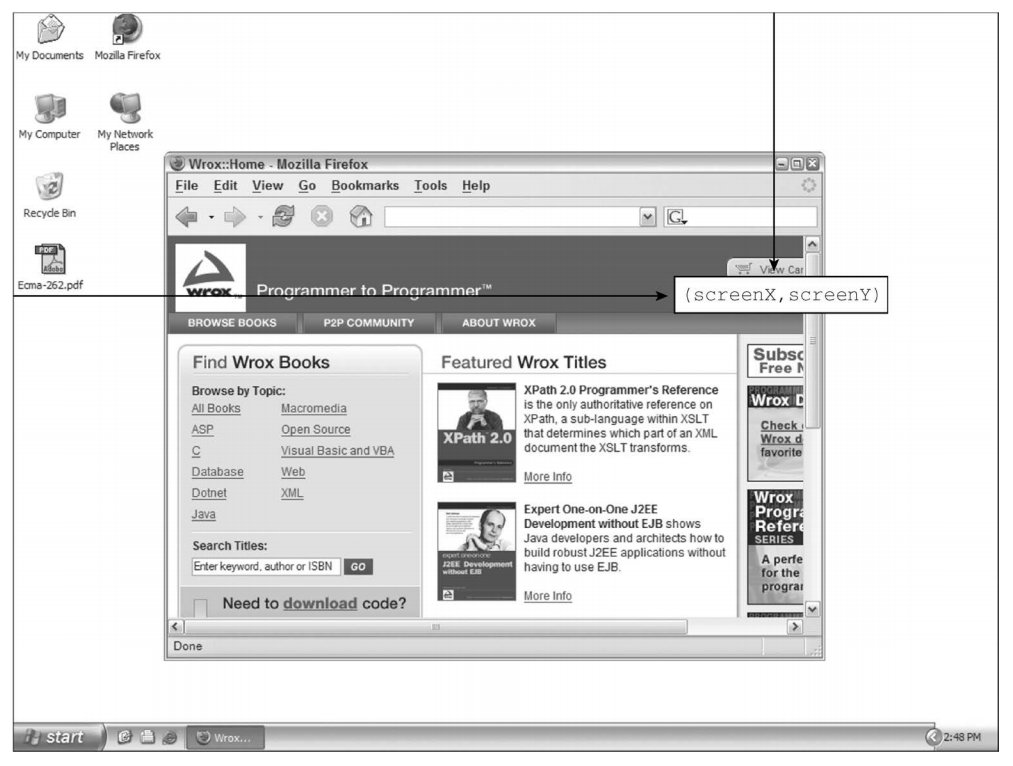 My Documents
Mozilla Firefox
My Computer
My Network
Places
Recycle Bin
PDF
Adobe
Ecma-262.pdf
Wrox::Home - Mozilla Firefox
File Edit View Go Bookmarks Tools Help
G
View Car
wrox™
Programmer to Programmer™
(screenX,screenY)
BROWSE BOOKS P2P COMMUNITY ABOUT WROX
Find Wrox Books
Browse by Topic:
All Books Macromedia
ASP Open Source
C Visual Basic and VBA
Database Web
Dotnet XML
Java
Search Titles:
Enter keyword, author or ISBN GO
Need to download code?
Featured Wrox Titles
XPath 2.0
Programmer's Reference
XPath 2.0 Programmer's Reference
is the only authoritative reference on
XPath, a sub-language within XSLT
that determines which part of an XML
document the XSLT transforms.
More Info
expert one-on-one
J2EE Development
without EJB
Expert One-on-One J2EE
Development without EJB shows
Java developers and architects how to
build robust J2EE applications without
having to use EJB.
More Info
Subsc
Free N
Wrox D
Check
Wrox d
favorite
Wrox
Progra
Refere
SERIES
A perfe
for the
progra
Done
start
Wrox...
2:48 PM